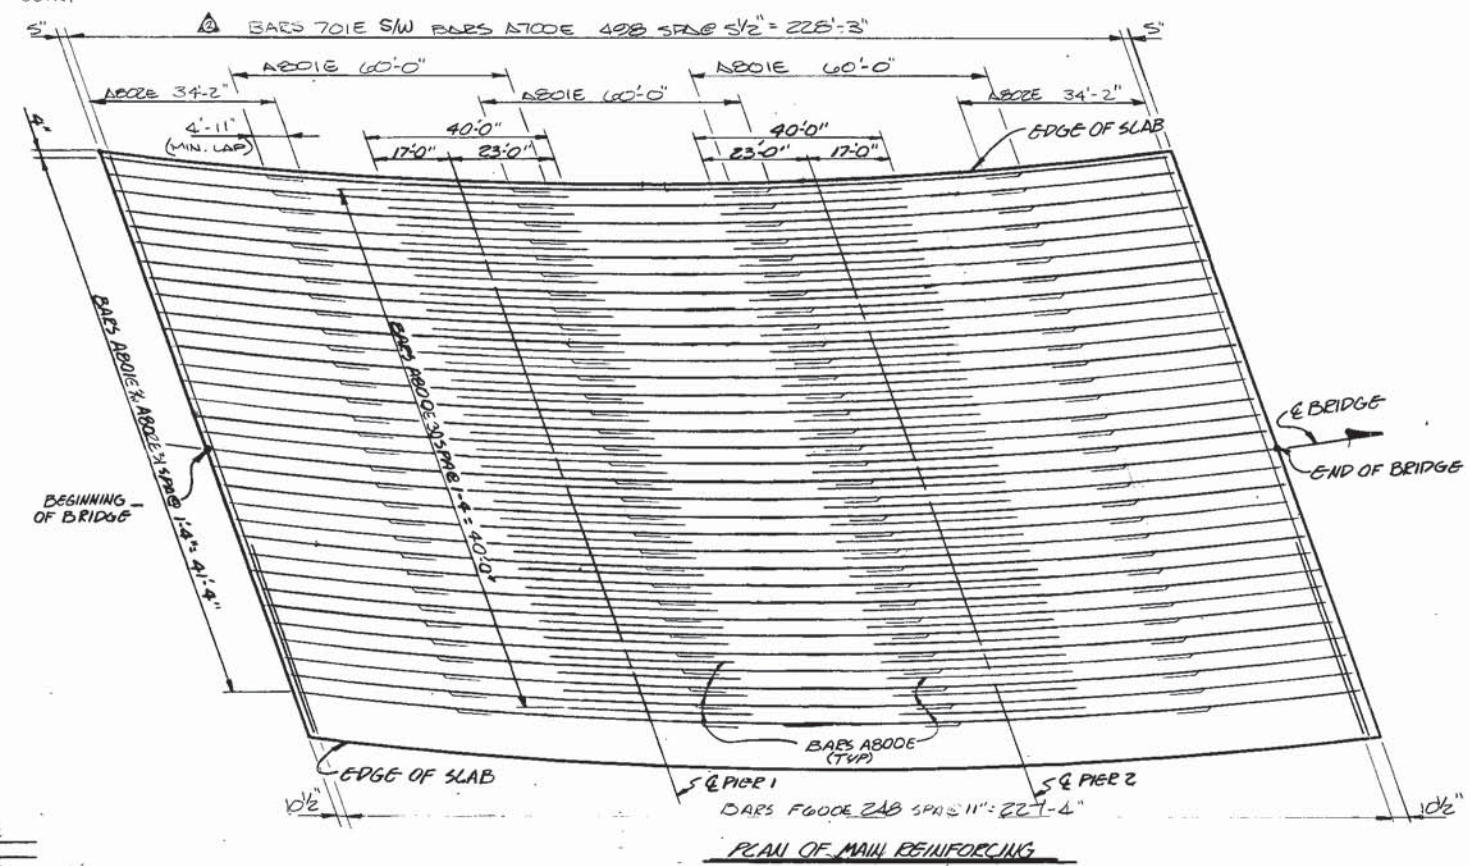 5"
2 BARS 701E S/W BARS A700E 498 SPA@ 5½" = 228'-3"
5"
A801E 60'-0"
A801E 60'-0"
A802E 34'-2"
A801E 60'-0"
A802E 34'-2"
4"
4'-11"
(MIN. LAP)
40'-0"
40'-0"
EDGE OF SLAB
17'-0"
23'-0"
23'-0"
17'-0"
BARS A801E & A802E 31 SPA@ 1'-4" = 41'-4"
BARS A800E 30 SPA@ 1'-4" = 40'-0"
℄ BRIDGE
END OF BRIDGE
BEGINNING
OF BRIDGE
BARS A800E
(TYP)
EDGE OF SLAB
℄ PIER 1
℄ PIER 2
10½"
BARS F600E 248 SPA@ 11" = 227'-4"
10½"
PLAN OF MAIN REINFORCING